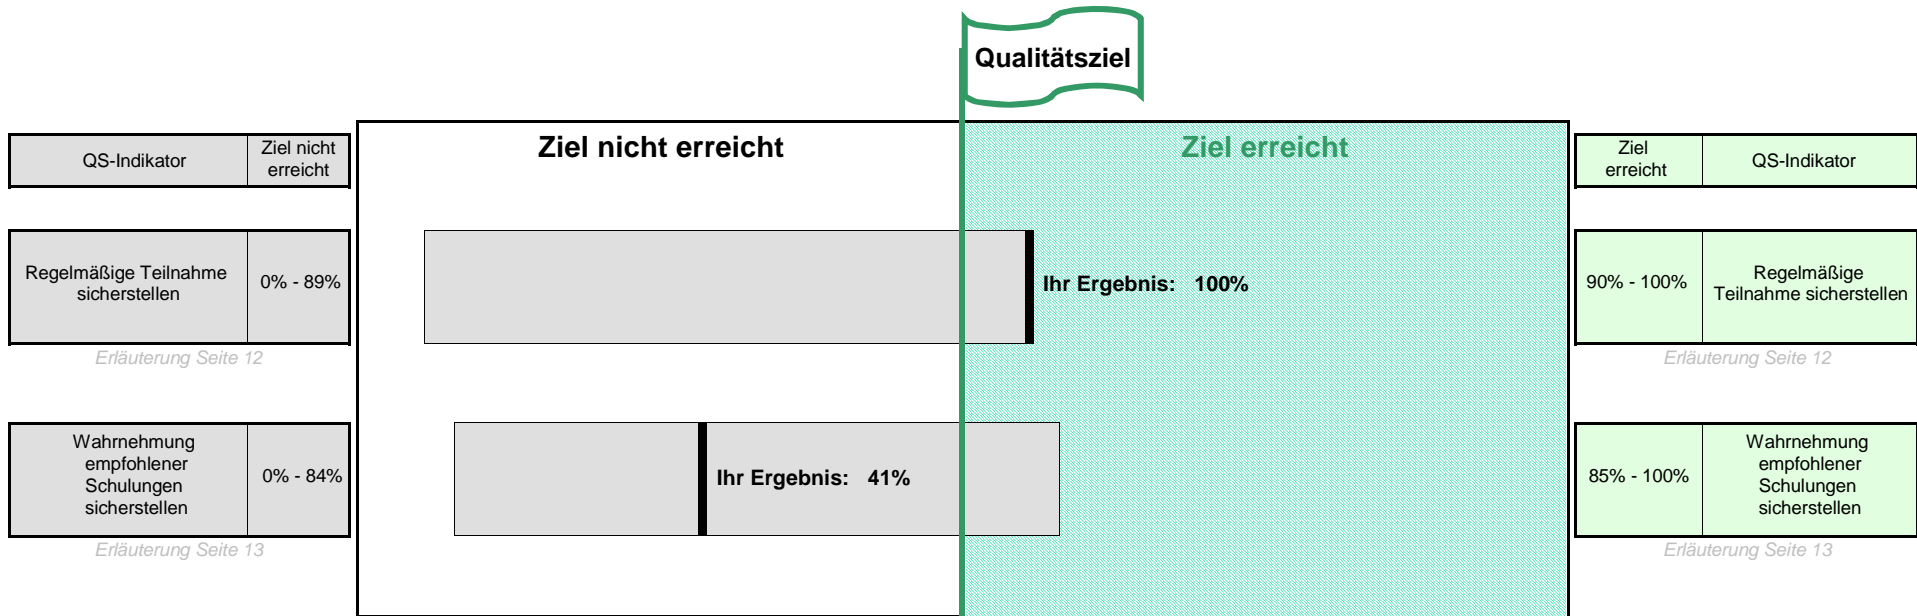 Qualitätsziel
Ziel nicht erreicht
Ziel erreicht
QS-Indikator
Ziel nicht
erreicht
Ziel
erreicht
QS-Indikator
Regelmäßige Teilnahme
sicherstellen
0% - 89%
Ihr Ergebnis: 100%
90% - 100%
Regelmäßige
Teilnahme sicherstellen
Erläuterung Seite 12
Erläuterung Seite 12
Wahrnehmung
empfohlener
Schulungen
sicherstellen
0% - 84%
Ihr Ergebnis: 41%
85% - 100%
Wahrnehmung
empfohlener
Schulungen
sicherstellen
Erläuterung Seite 13
Erläuterung Seite 13